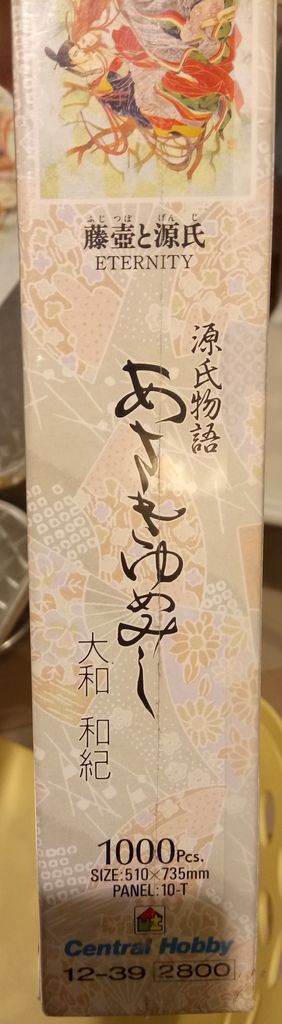 ふじつぼ げんじ
藤壺と源氏
ETERNITY
源氏物語
あさきゆめみし
大和 和紀
1000Pcs.
SIZE:510×735mm
PANEL:10-T
Central Hobby
12-39 2800